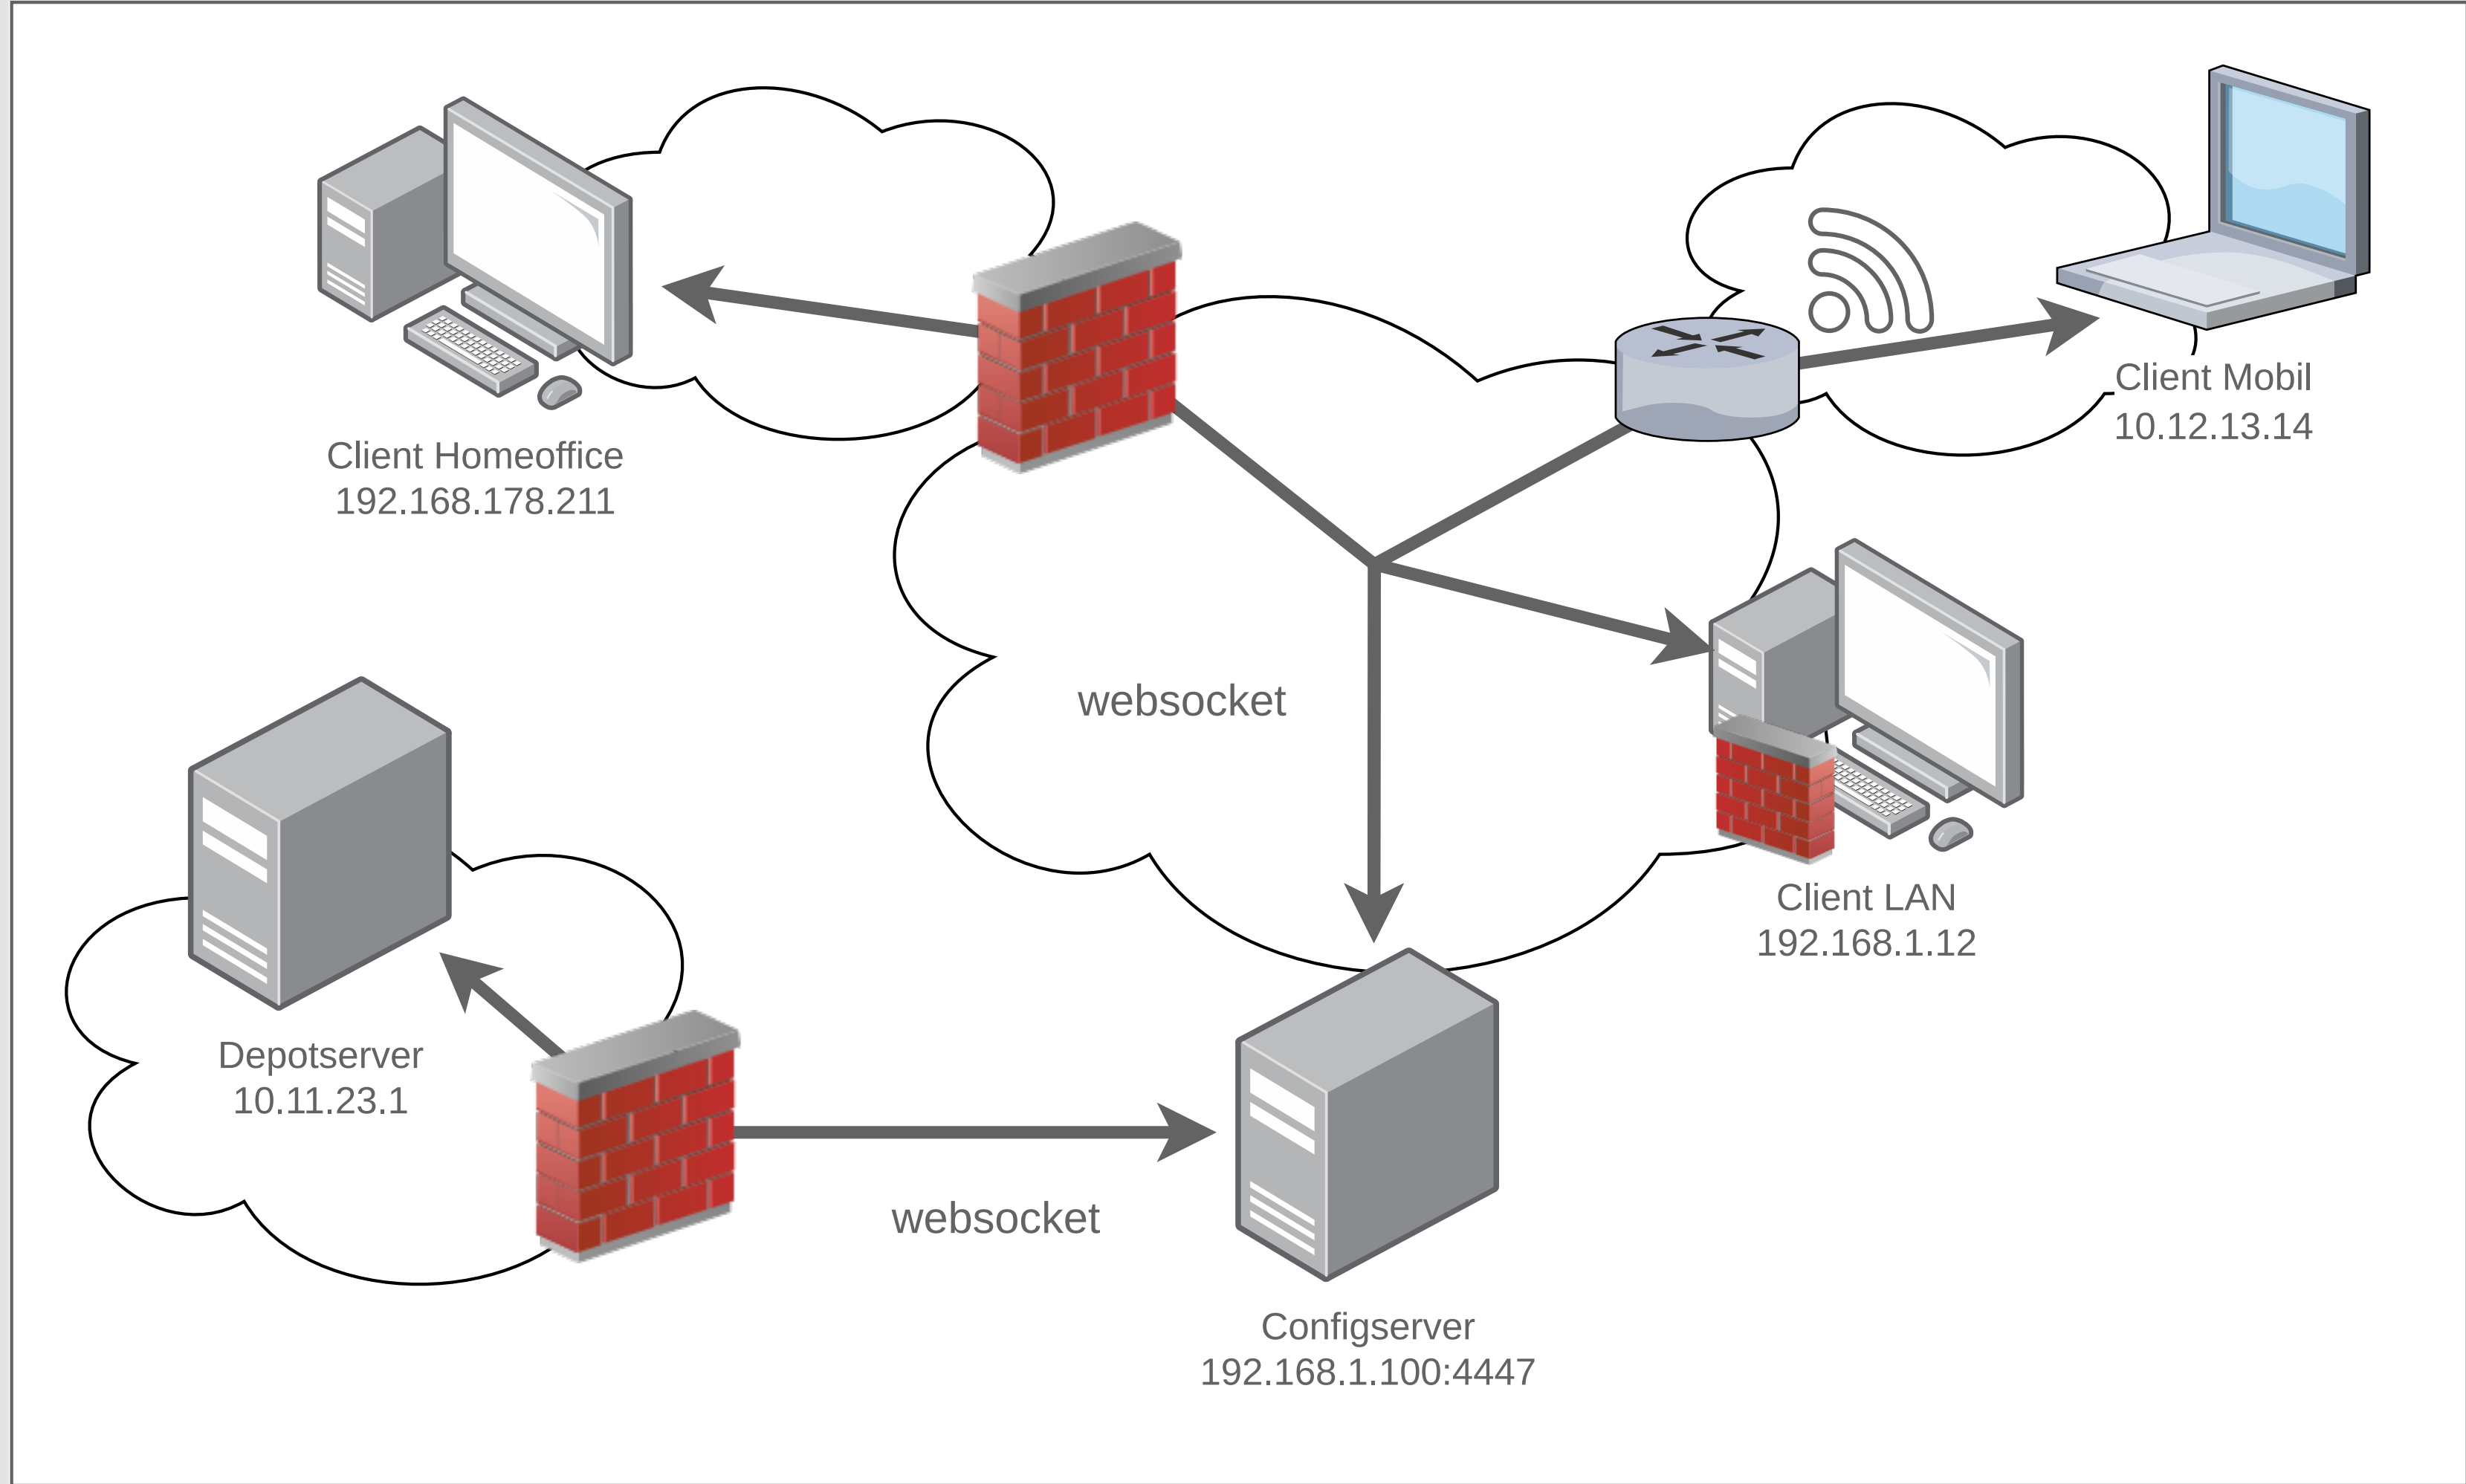 Client Mobil
10.12.13.14
Client Homeoffice
192.168.178.211
websocket
Client LAN
192.168.1.12
Depotserver
10.11.23.1
websocket
Configserver
192.168.1.100:4447